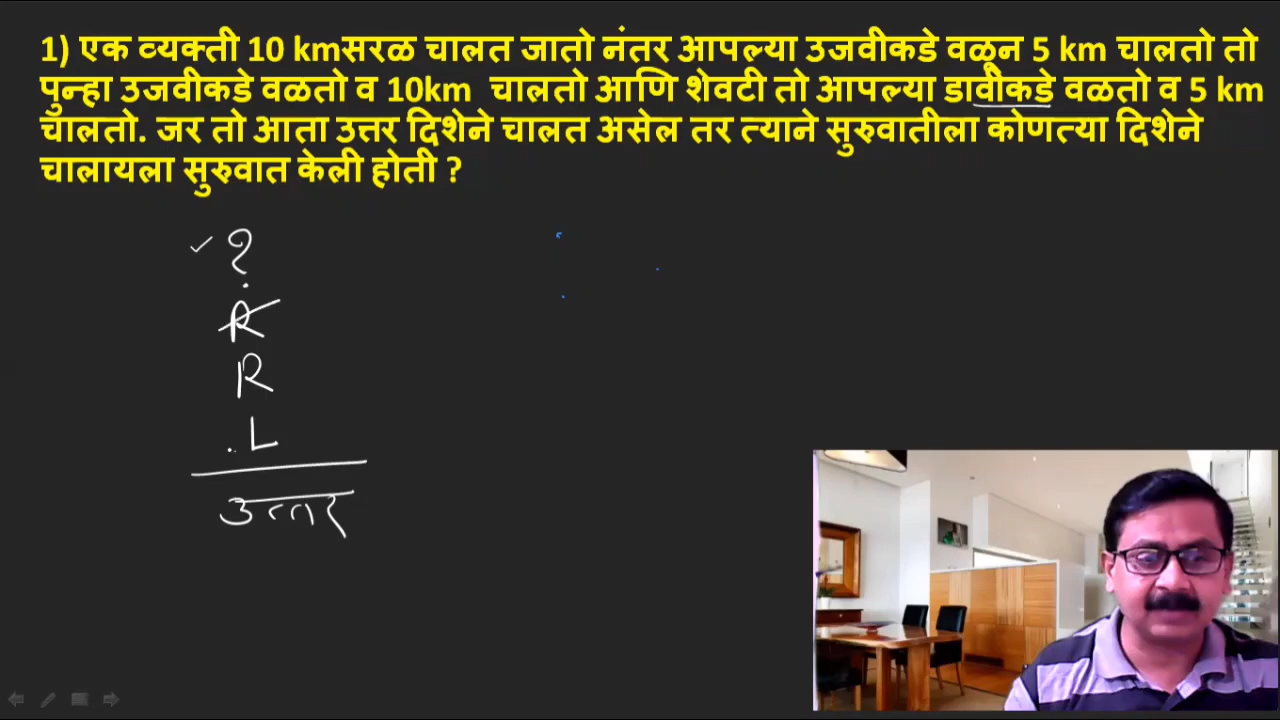 1) एक व्यक्ती 10 kmसरळ चालत जातो नंतर आपल्या उजवीकडे वळून 5 km चालतो तो
पुन्हा उजवीकडे वळतो व 10km चालतो आणि शेवटी तो आपल्या डावीकडे वळतो व 5 km
चालतो. जर तो आता उत्तर दिशेने चालत असेल तर त्याने सुरुवातीला कोणत्या दिशेने
चालायला सुरुवात केली होती ?
?
R
R
L
उत्तर